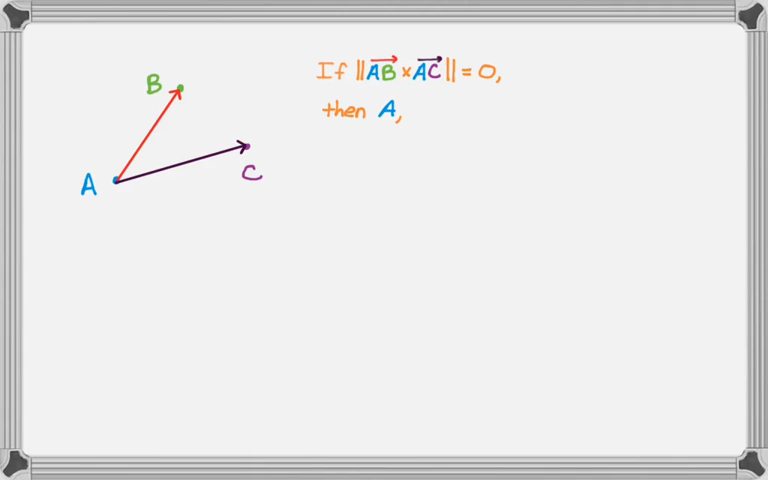 B
If ||AB × AC|| = 0,
then A,
C
A